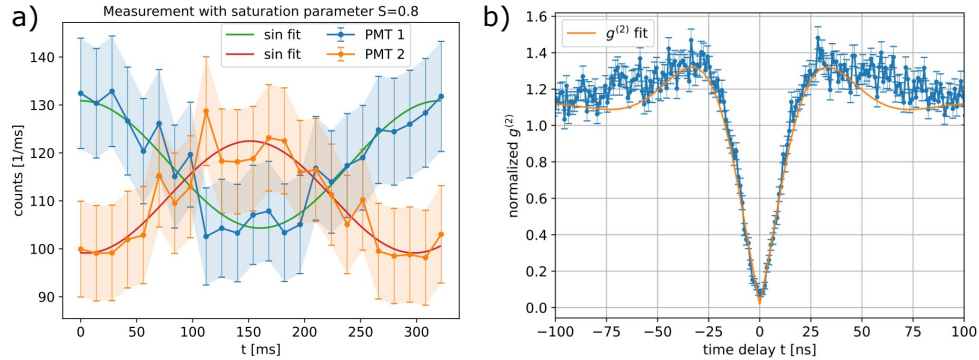 a)
Measurement with saturation parameter S=0.8
sin fit
sin fit
PMT 1
PMT 2
counts [1/ms]
140
130
120
110
100
90
0 50 100 150 200 250 300
t [ms]
b)
g⁽²⁾ fit
normalized g⁽²⁾
1.6
1.4
1.2
1.0
0.8
0.6
0.4
0.2
0.0
−100 −75 −50 −25 0 25 50 75 100
time delay t [ns]